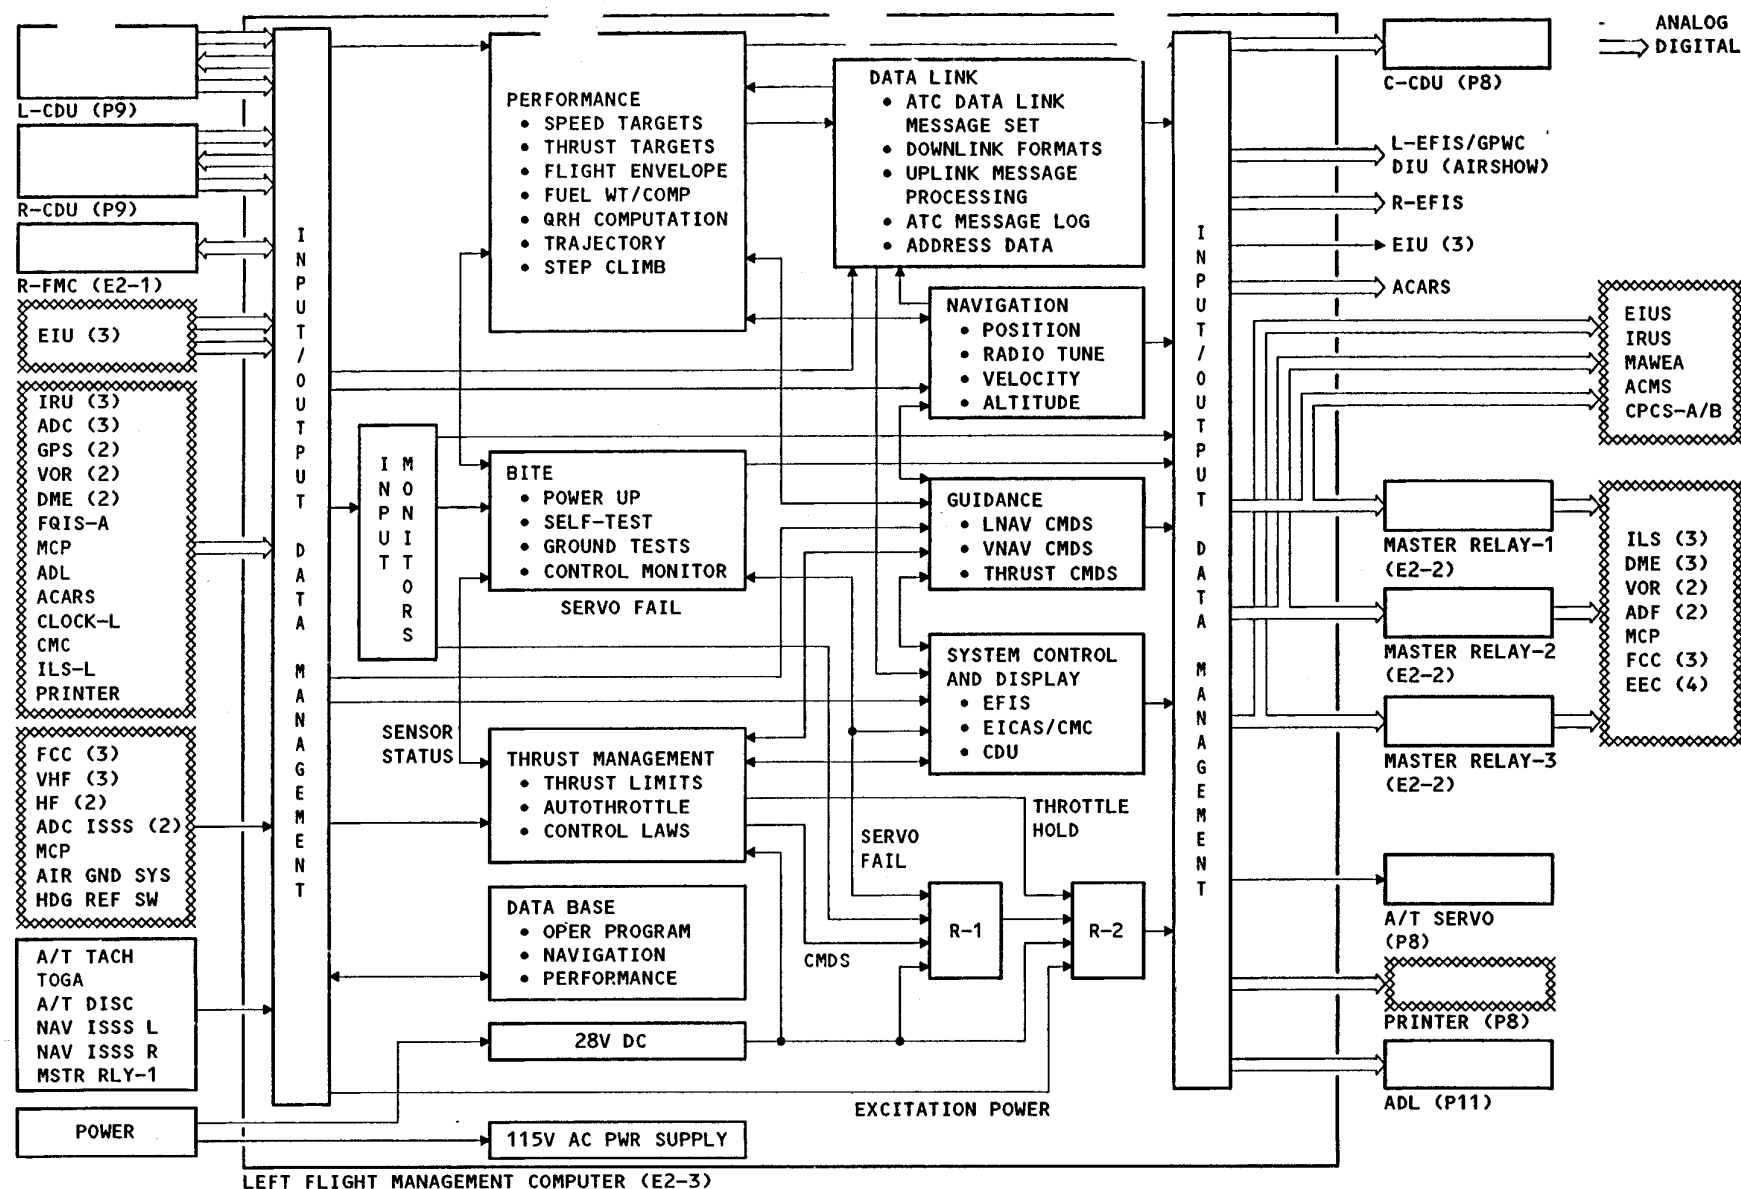 ANALOG
DIGITAL
L-CDU (P9)
R-CDU (P9)
R-FMC (E2-1)
EIU (3)
IRU (3)
ADC (3)
GPS (2)
VOR (2)
DME (2)
FQIS-A
MCP
ADL
ACARS
CLOCK-L
CMC
ILS-L
PRINTER
FCC (3)
VHF (3)
HF (2)
ADC ISSS (2)
MCP
AIR GND SYS
HDG REF SW
A/T TACH
TOGA
A/T DISC
NAV ISSS L
NAV ISSS R
MSTR RLY-1
POWER
INPUT/OUTPUT DATA MANAGEMENT
INPUT
MONITORS
PERFORMANCE
• SPEED TARGETS
• THRUST TARGETS
• FLIGHT ENVELOPE
• FUEL WT/COMP
• QRH COMPUTATION
• TRAJECTORY
• STEP CLIMB
BITE
• POWER UP
• SELF-TEST
• GROUND TESTS
• CONTROL MONITOR
SERVO FAIL
SENSOR
STATUS
THRUST MANAGEMENT
• THRUST LIMITS
• AUTOTHROTTLE
• CONTROL LAWS
DATA BASE
• OPER PROGRAM
• NAVIGATION
• PERFORMANCE
28V DC
115V AC PWR SUPPLY
DATA LINK
• ATC DATA LINK
MESSAGE SET
• DOWNLINK FORMATS
• UPLINK MESSAGE
PROCESSING
• ATC MESSAGE LOG
• ADDRESS DATA
NAVIGATION
• POSITION
• RADIO TUNE
• VELOCITY
• ALTITUDE
GUIDANCE
• LNAV CMDS
• VNAV CMDS
• THRUST CMDS
SYSTEM CONTROL
AND DISPLAY
• EFIS
• EICAS/CMC
• CDU
THROTTLE
HOLD
SERVO
FAIL
CMDS
R-1
R-2
EXCITATION POWER
INPUT/OUTPUT DATA MANAGEMENT
C-CDU (P8)
L-EFIS/GPWC
DIU (AIRSHOW)
R-EFIS
EIU (3)
ACARS
EIUS
IRUS
MAWEA
ACMS
CPCS-A/B
MASTER RELAY-1
(E2-2)
MASTER RELAY-2
(E2-2)
MASTER RELAY-3
(E2-2)
ILS (3)
DME (3)
VOR (2)
ADF (2)
MCP
FCC (3)
EEC (4)
A/T SERVO
(P8)
PRINTER (P8)
ADL (P11)
LEFT FLIGHT MANAGEMENT COMPUTER (E2-3)